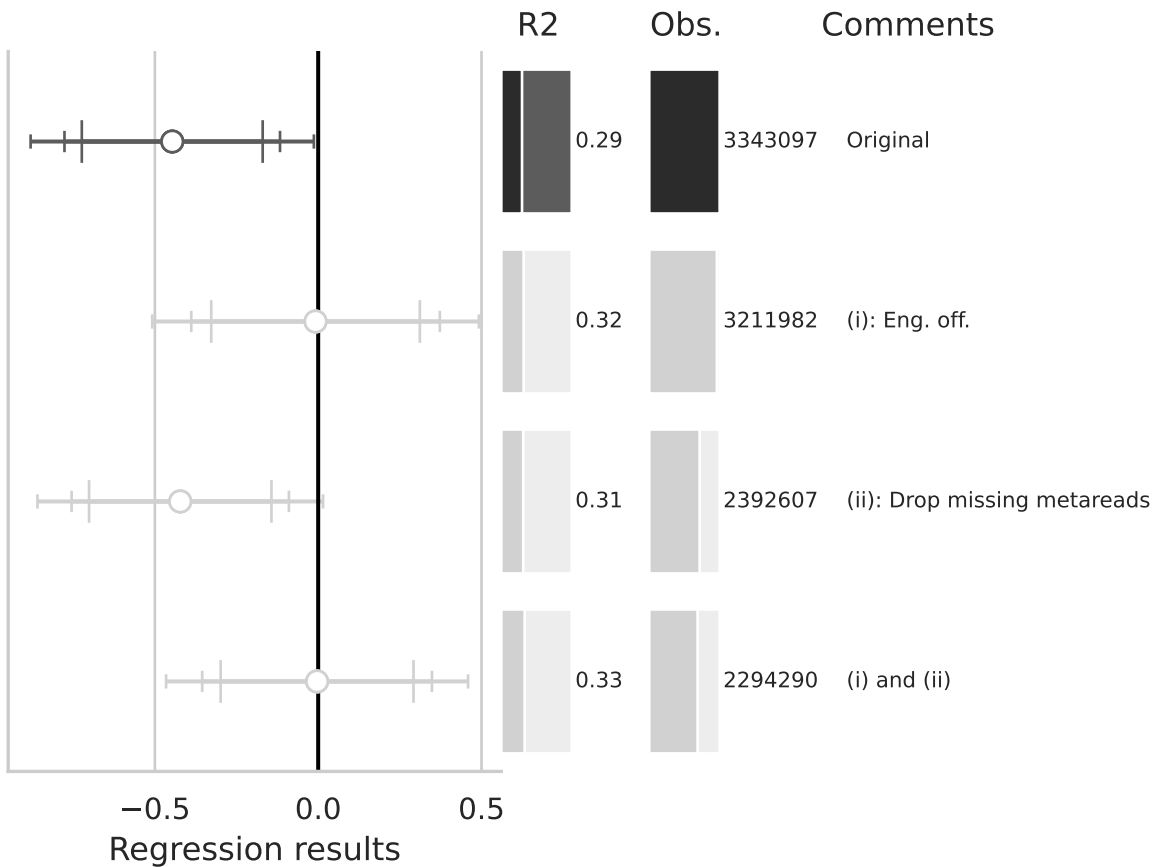 R2 Obs. Comments
0.29 3343097 Original
0.32 3211982 (i): Eng. off.
0.31 2392607 (ii): Drop missing metareads
0.33 2294290 (i) and (ii)
−0.5 0.0 0.5
Regression results